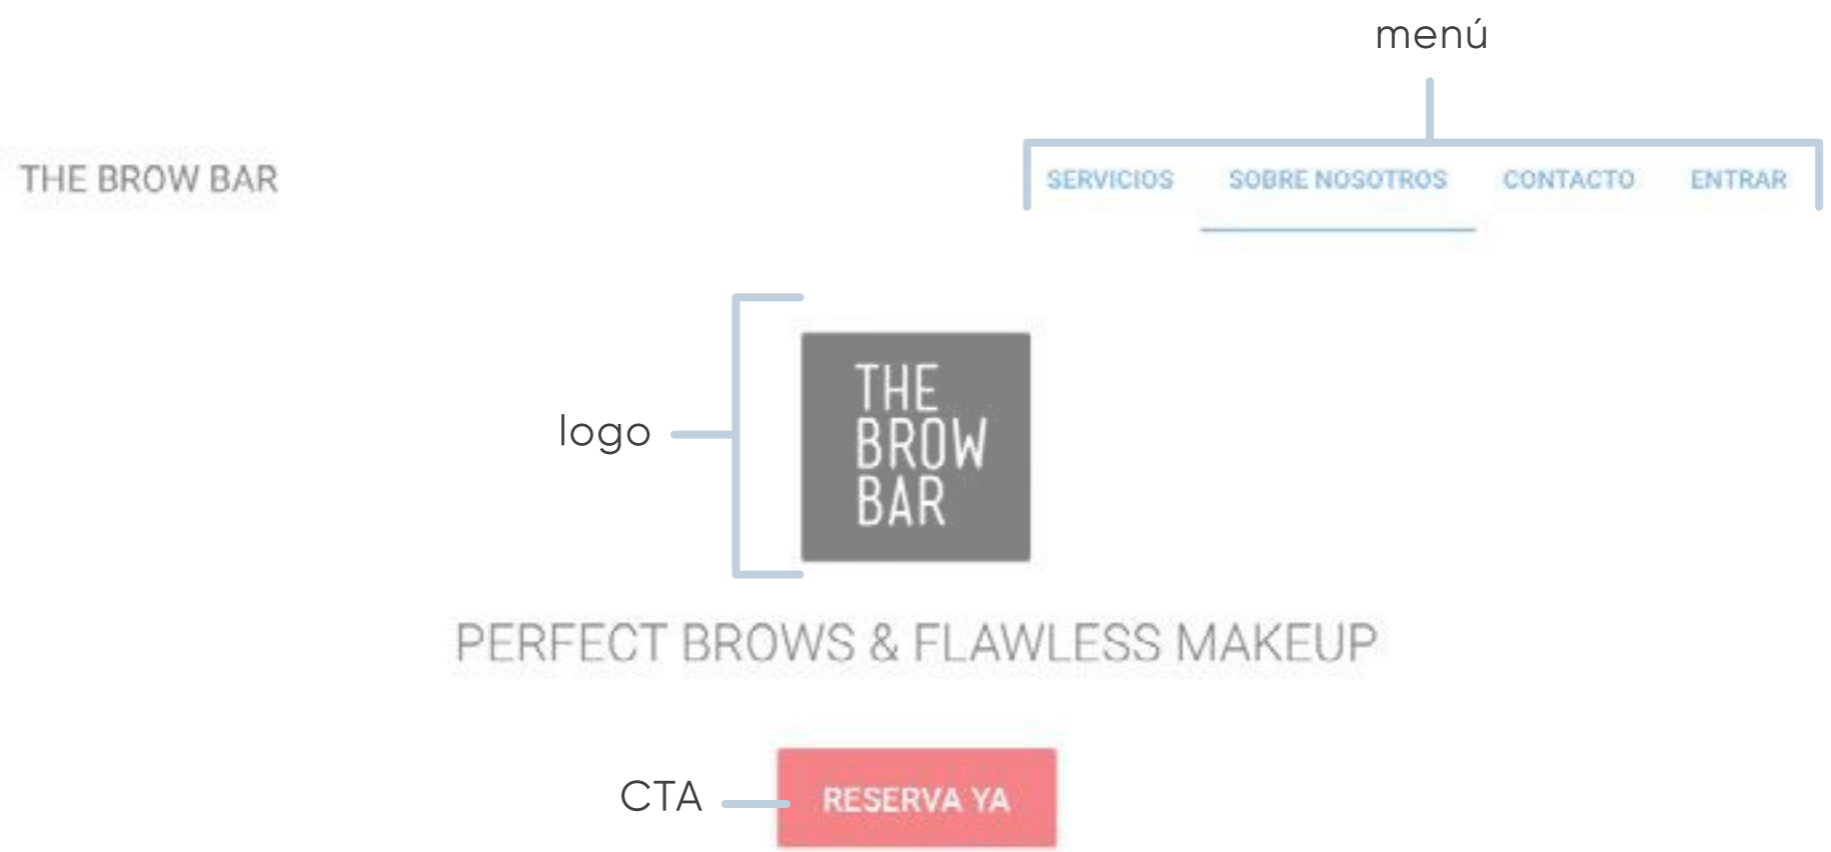 menú
THE BROW BAR
SERVICIOS SOBRE NOSOTROS CONTACTO ENTRAR
logo
THE
BROW
BAR
PERFECT BROWS & FLAWLESS MAKEUP
CTA
RESERVA YA